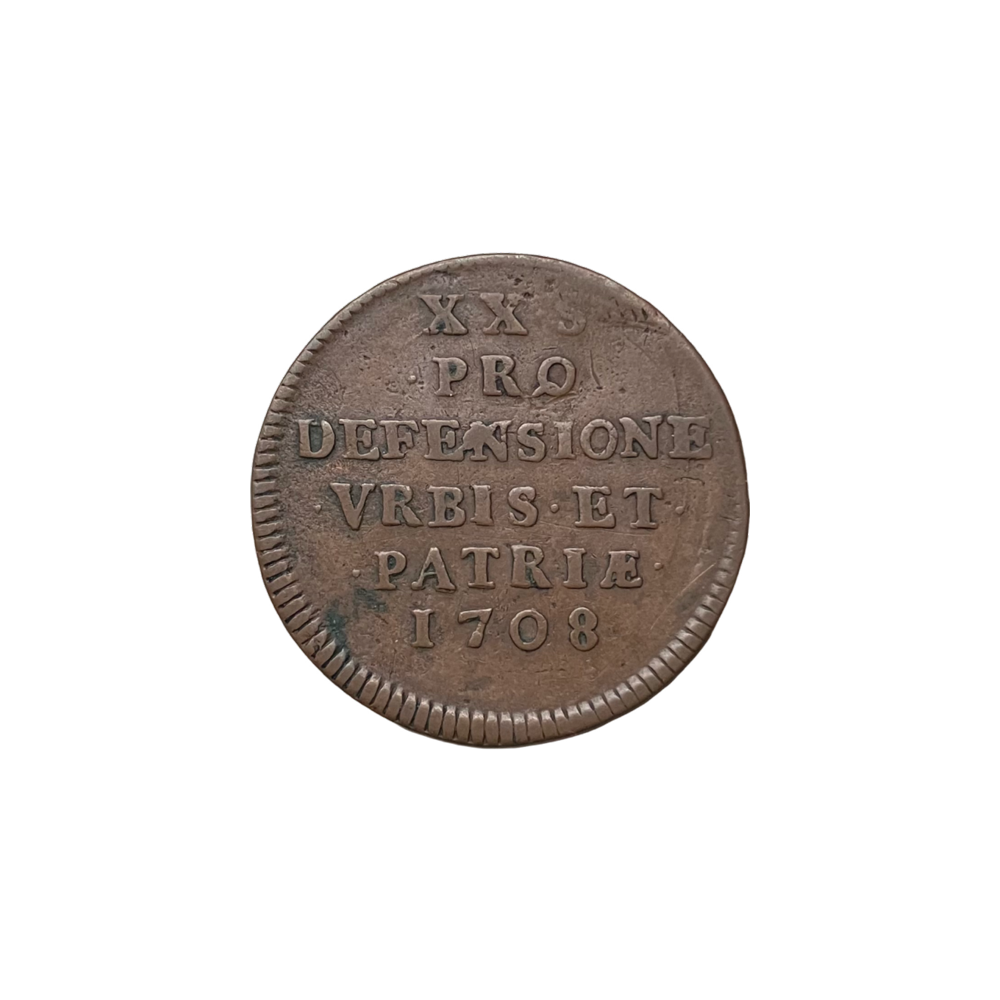 XX S
· PRO
DEFENSIONE
· VRBIS · ET ·
· PATRIÆ ·
1708